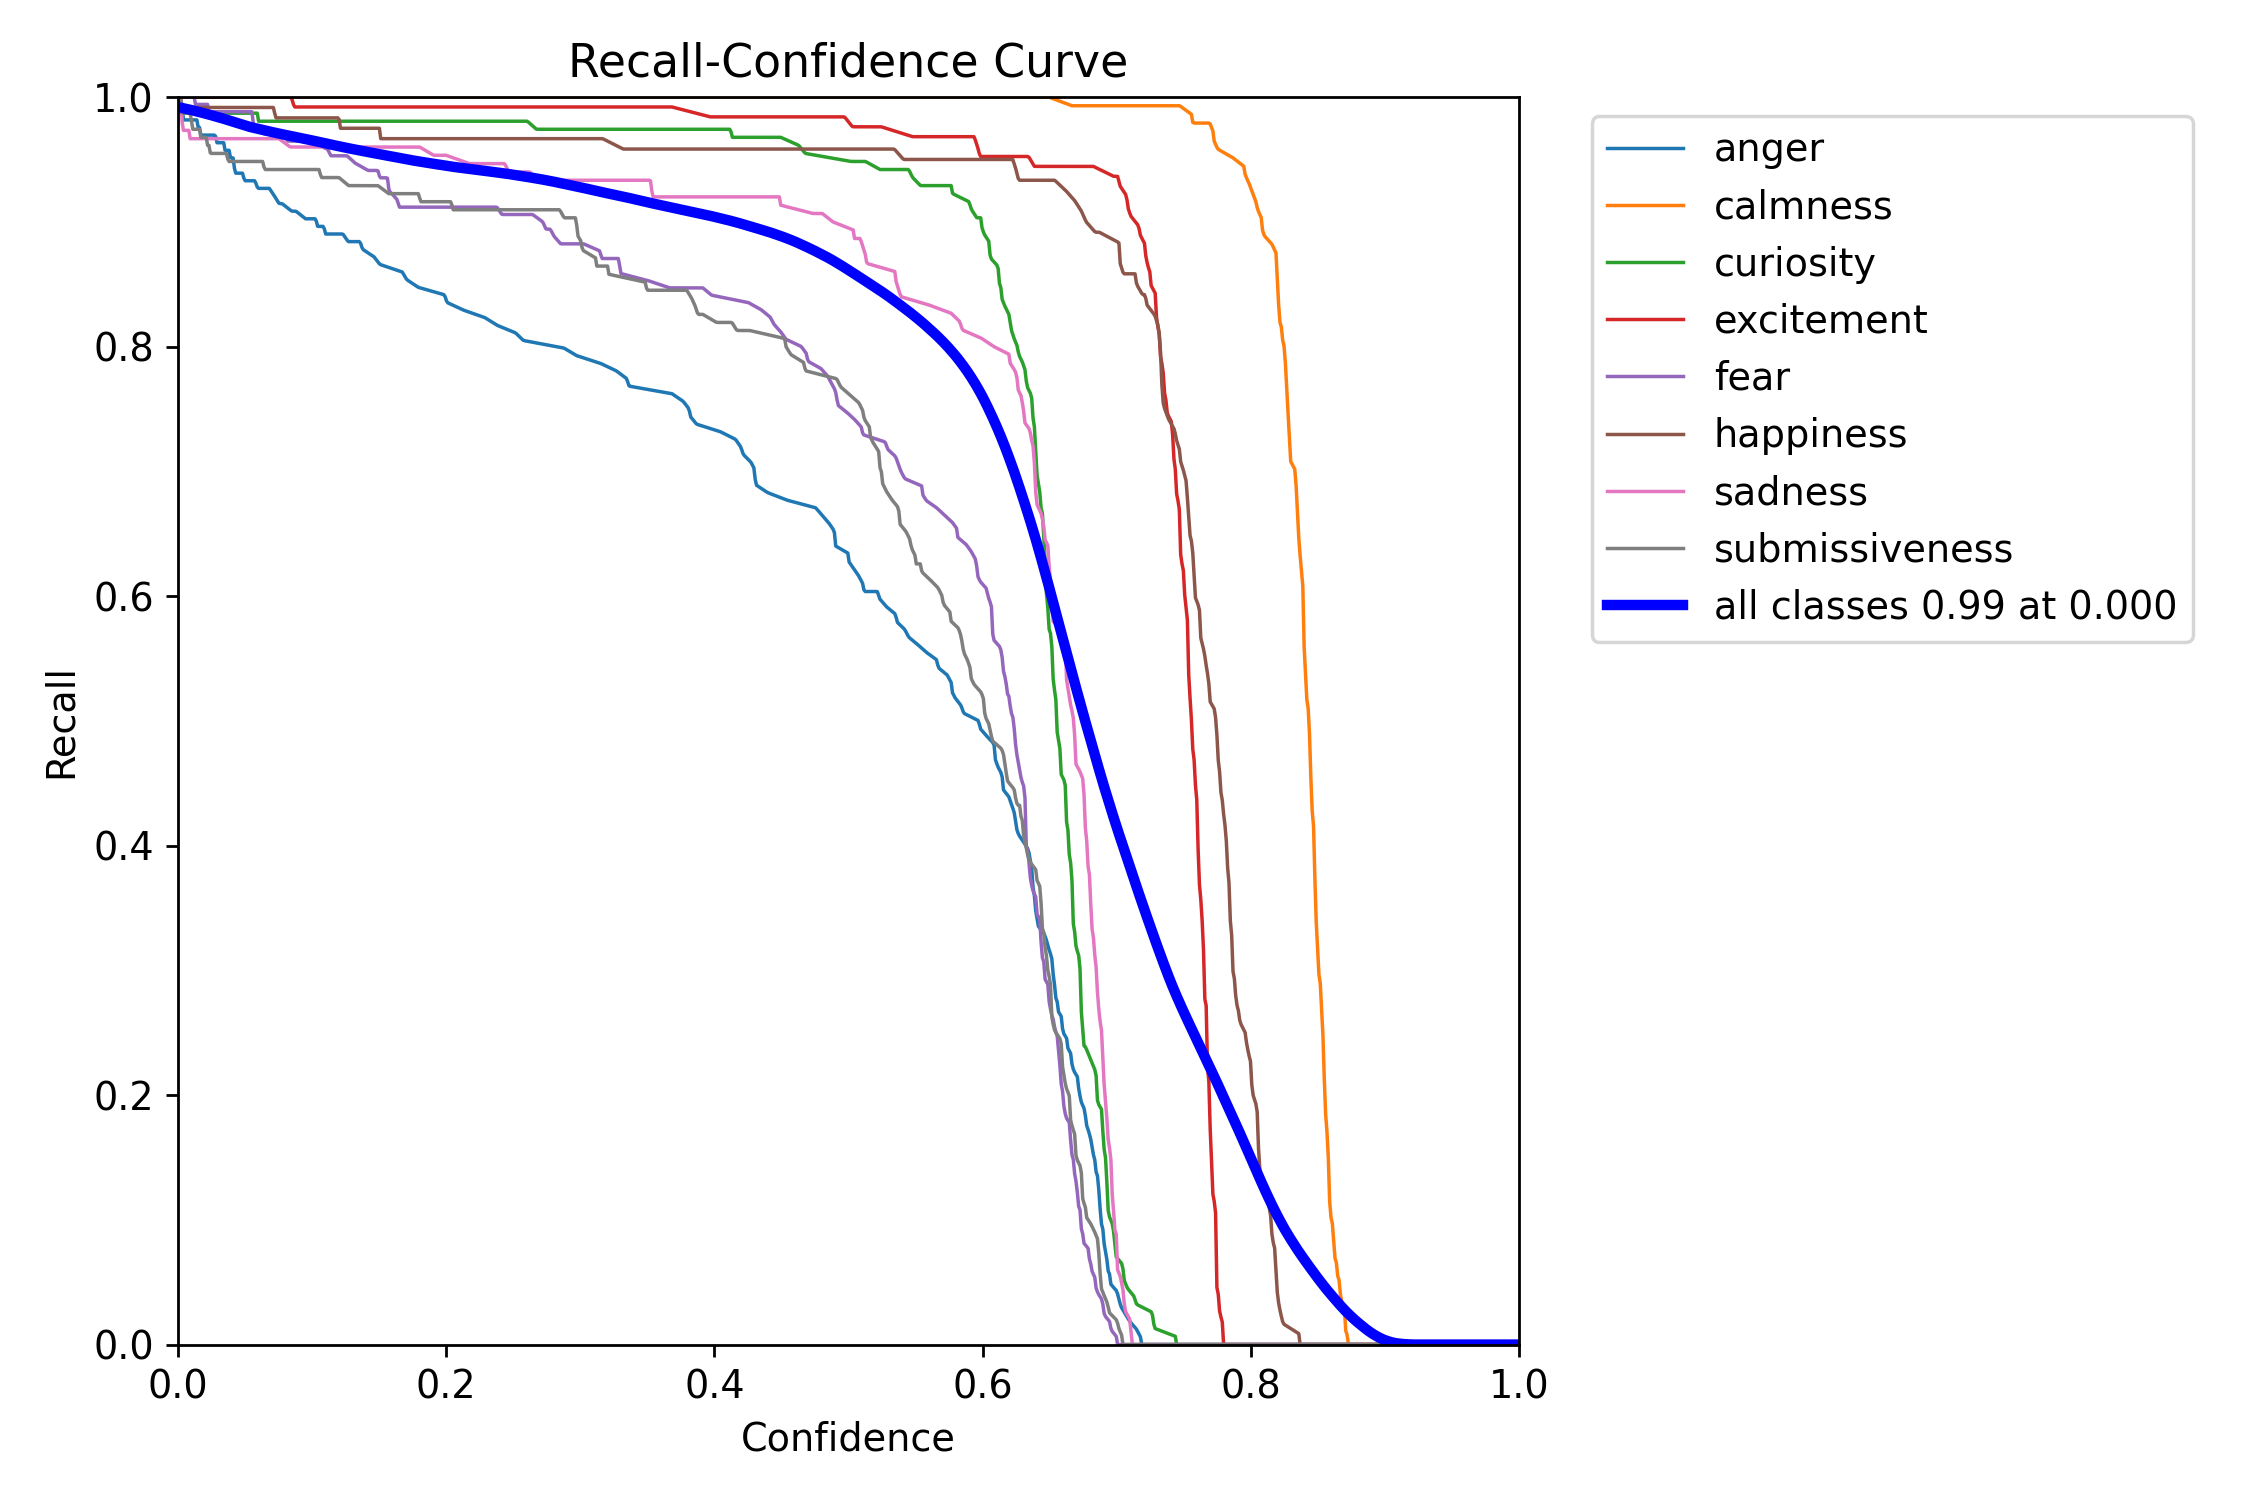 Recall-Confidence Curve
1.0
0.8
0.6
0.4
0.2
0.0
Recall
0.0 0.2 0.4 0.6 0.8 1.0
Confidence
anger
calmness
curiosity
excitement
fear
happiness
sadness
submissiveness
all classes 0.99 at 0.000